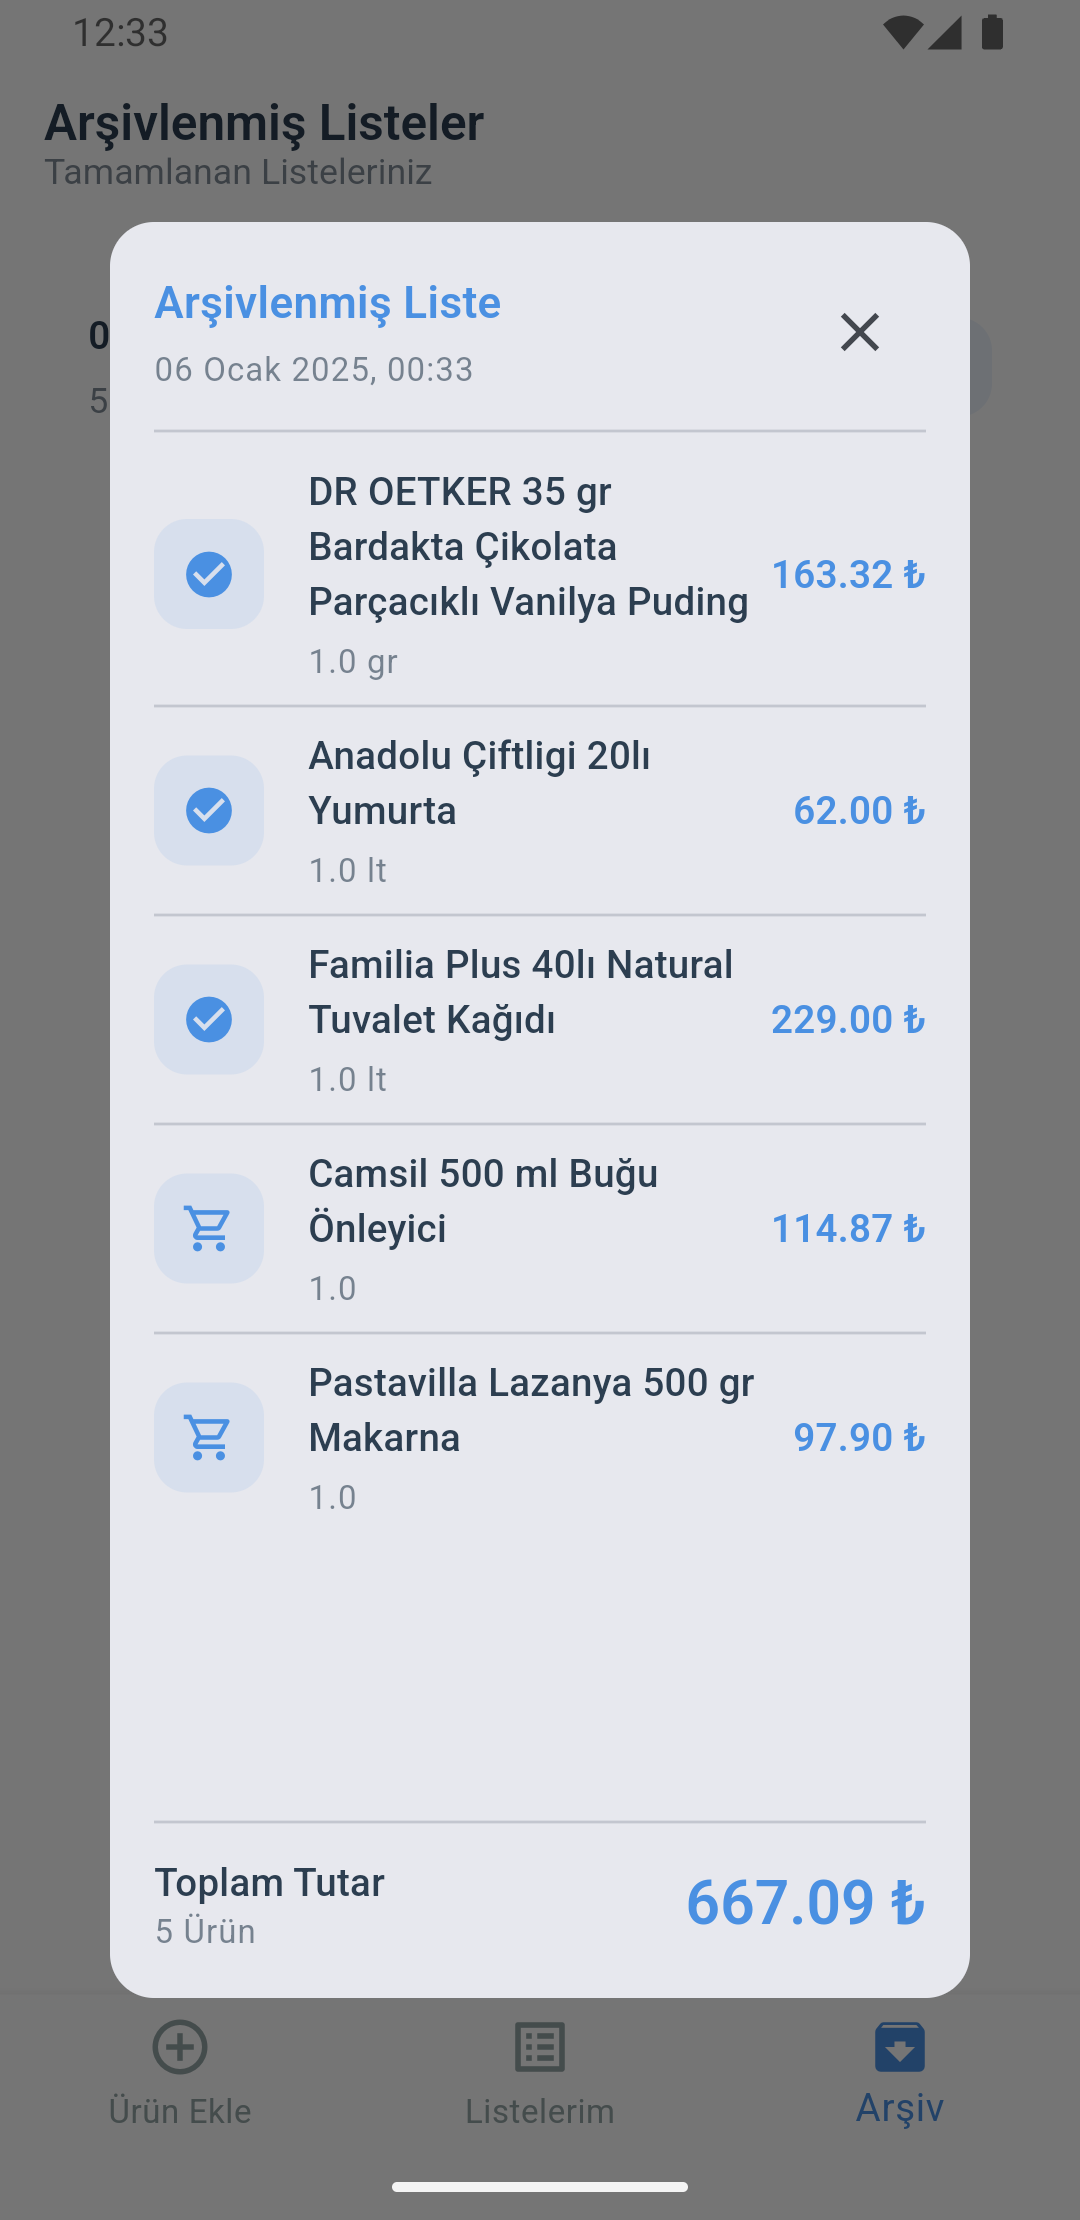 12:33
Arşivlenmiş Listeler
Tamamlanan Listeleriniz
0
5
Arşivlenmiş Liste
06 Ocak 2025, 00:33
DR OETKER 35 gr
Bardakta Çikolata
Parçacıklı Vanilya Puding
163.32 ₺
1.0 gr
Anadolu Çiftligi 20lı
Yumurta
62.00 ₺
1.0 lt
Familia Plus 40lı Natural
Tuvalet Kağıdı
229.00 ₺
1.0 lt
Camsil 500 ml Buğu
Önleyici
114.87 ₺
1.0
Pastavilla Lazanya 500 gr
Makarna
97.90 ₺
1.0
Toplam Tutar
5 Ürün
667.09 ₺
Ürün Ekle
Listelerim
Arşiv